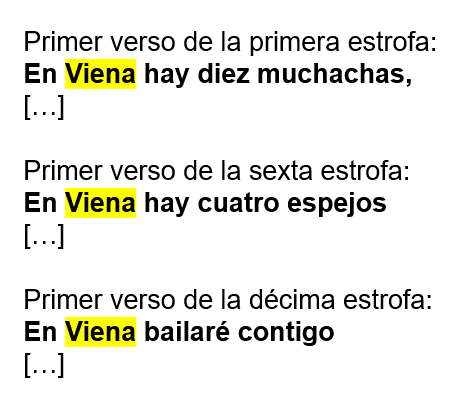 Primer verso de la primera estrofa:
En Viena hay diez muchachas,
[…]
Primer verso de la sexta estrofa:
En Viena hay cuatro espejos
[…]
Primer verso de la décima estrofa:
En Viena bailaré contigo
[…]